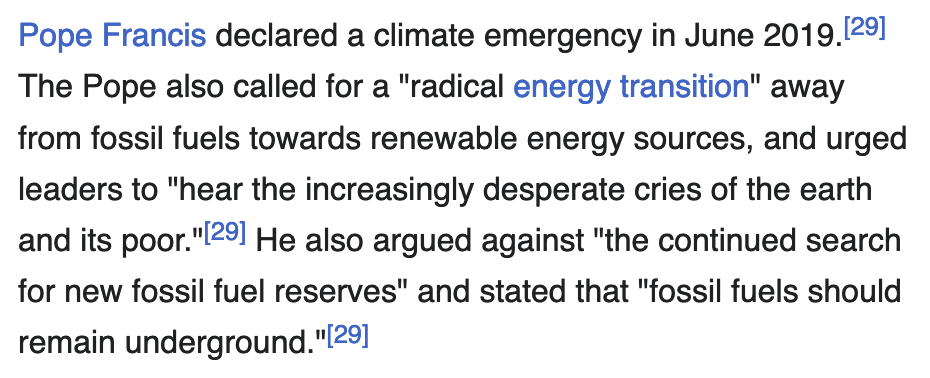 Pope Francis declared a climate emergency in June 2019.[29]
The Pope also called for a "radical energy transition" away
from fossil fuels towards renewable energy sources, and urged
leaders to "hear the increasingly desperate cries of the earth
and its poor."[29] He also argued against "the continued search
for new fossil fuel reserves" and stated that "fossil fuels should
remain underground."[29]